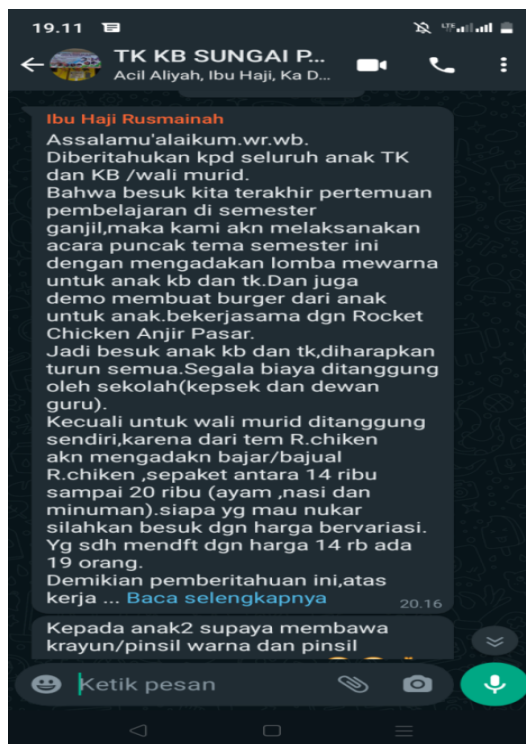 19.11
LTE
TK KB SUNGAI P...
Acil Aliyah, Ibu Haji, Ka D...
Ibu Haji Rusmainah
Assalamu'alaikum.wr.wb.
Diberitahukan kpd seluruh anak TK
dan KB /wali murid.
Bahwa besuk kita terakhir pertemuan
pembelajaran di semester
ganjil,maka kami akn melaksanakan
acara puncak tema semester ini
dengan mengadakan lomba mewarna
untuk anak kb dan tk.Dan juga
demo membuat burger dari anak
untuk anak.bekerjasama dgn Rocket
Chicken Anjir Pasar.
Jadi besuk anak kb dan tk,diharapkan
turun semua.Segala biaya ditanggung
oleh sekolah(kepsek dan dewan
guru).
Kecuali untuk wali murid ditanggung
sendiri,karena dari tem R.chiken
akn mengadakn bajar/bajual
R.chiken ,sepaket antara 14 ribu
sampai 20 ribu (ayam ,nasi dan
minuman).siapa yg mau nukar
silahkan besuk dgn harga bervariasi.
Yg sdh mendft dgn harga 14 rb ada
19 orang.
Demikian pemberitahuan ini,atas
kerja ... Baca selengkapnya
20.16
Kepada anak2 supaya membawa
krayun/pinsil warna dan pinsil
Ketik pesan